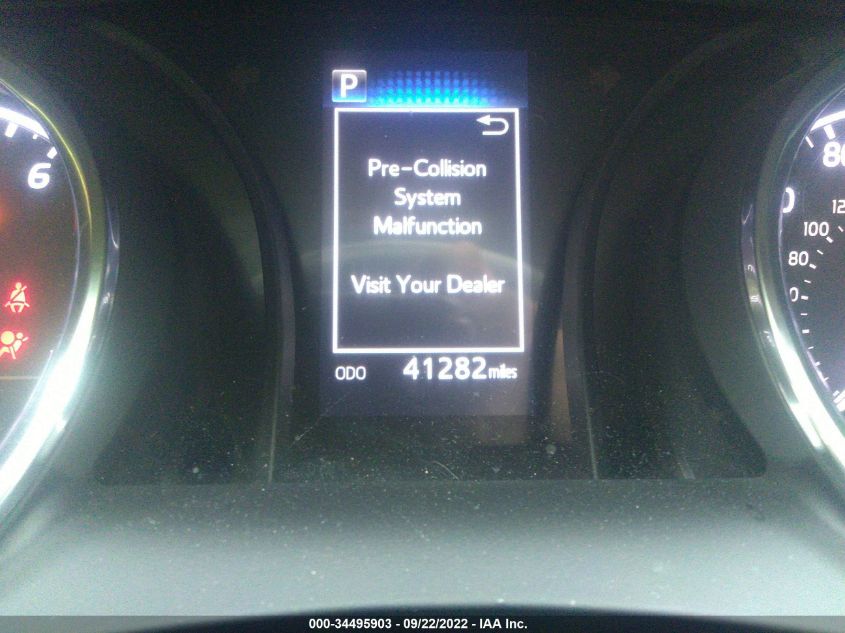 P
Pre-Collision
System
Malfunction
Visit Your Dealer
ODO 41282 miles
6
80
100
80
000-34495903 - 09/22/2022 - IAA Inc.